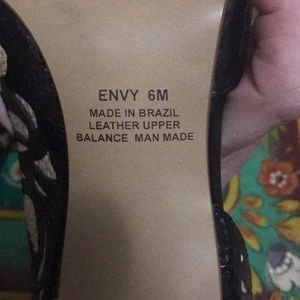 ENVY 6M
MADE IN BRAZIL
LEATHER UPPER
BALANCE MAN MADE